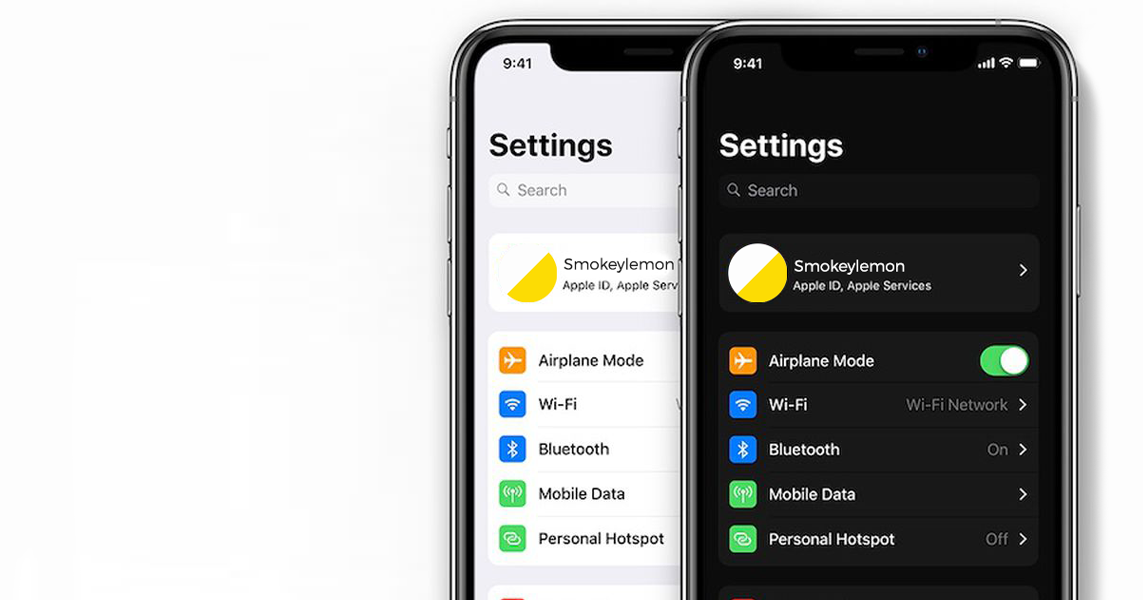 9:41
Settings
Search
Smokeylemon
Apple ID, Apple Serv
Airplane Mode
Wi-Fi
Bluetooth
Mobile Data
Personal Hotspot
9:41
Settings
Search
Smokeylemon
Apple ID, Apple Services
Airplane Mode
Wi-Fi Wi-Fi Network
Bluetooth On
Mobile Data
Personal Hotspot Off